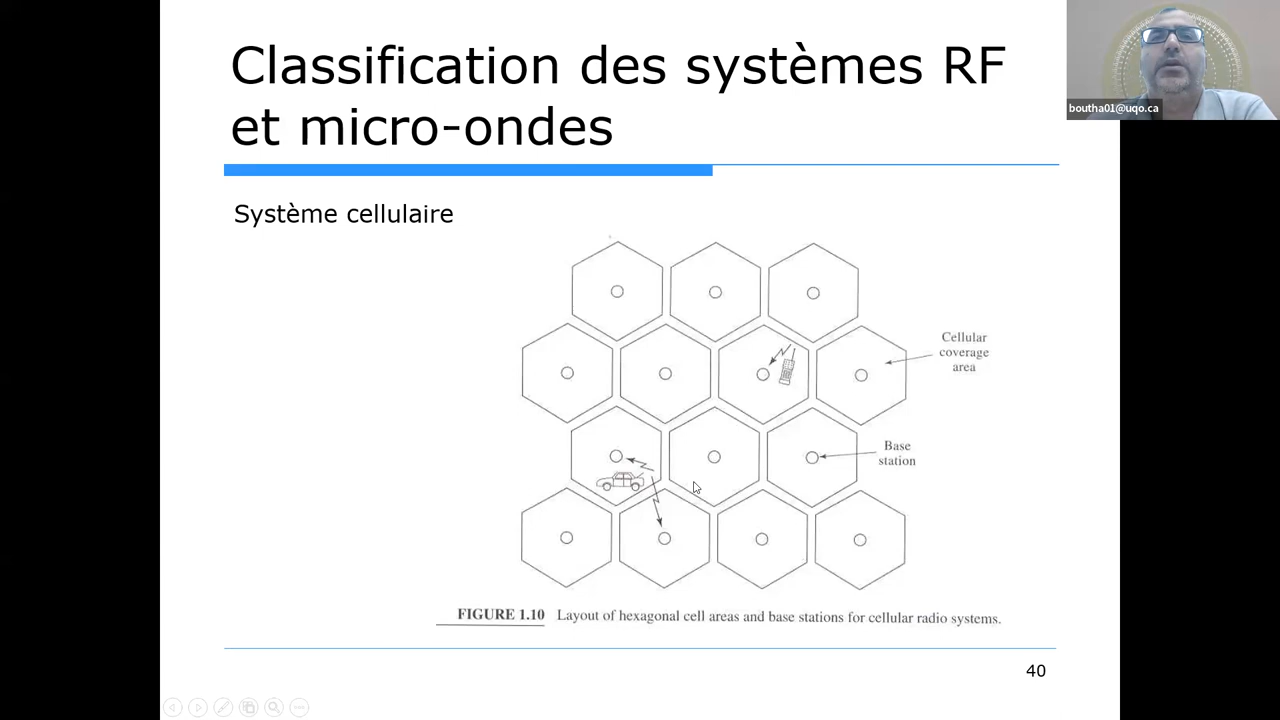 Classification des systèmes RF
et micro-ondes
boutha01@uqo.ca
Système cellulaire
Cellular
coverage
area
Base
station
FIGURE 1.10 Layout of hexagonal cell areas and base stations for cellular radio systems.
40